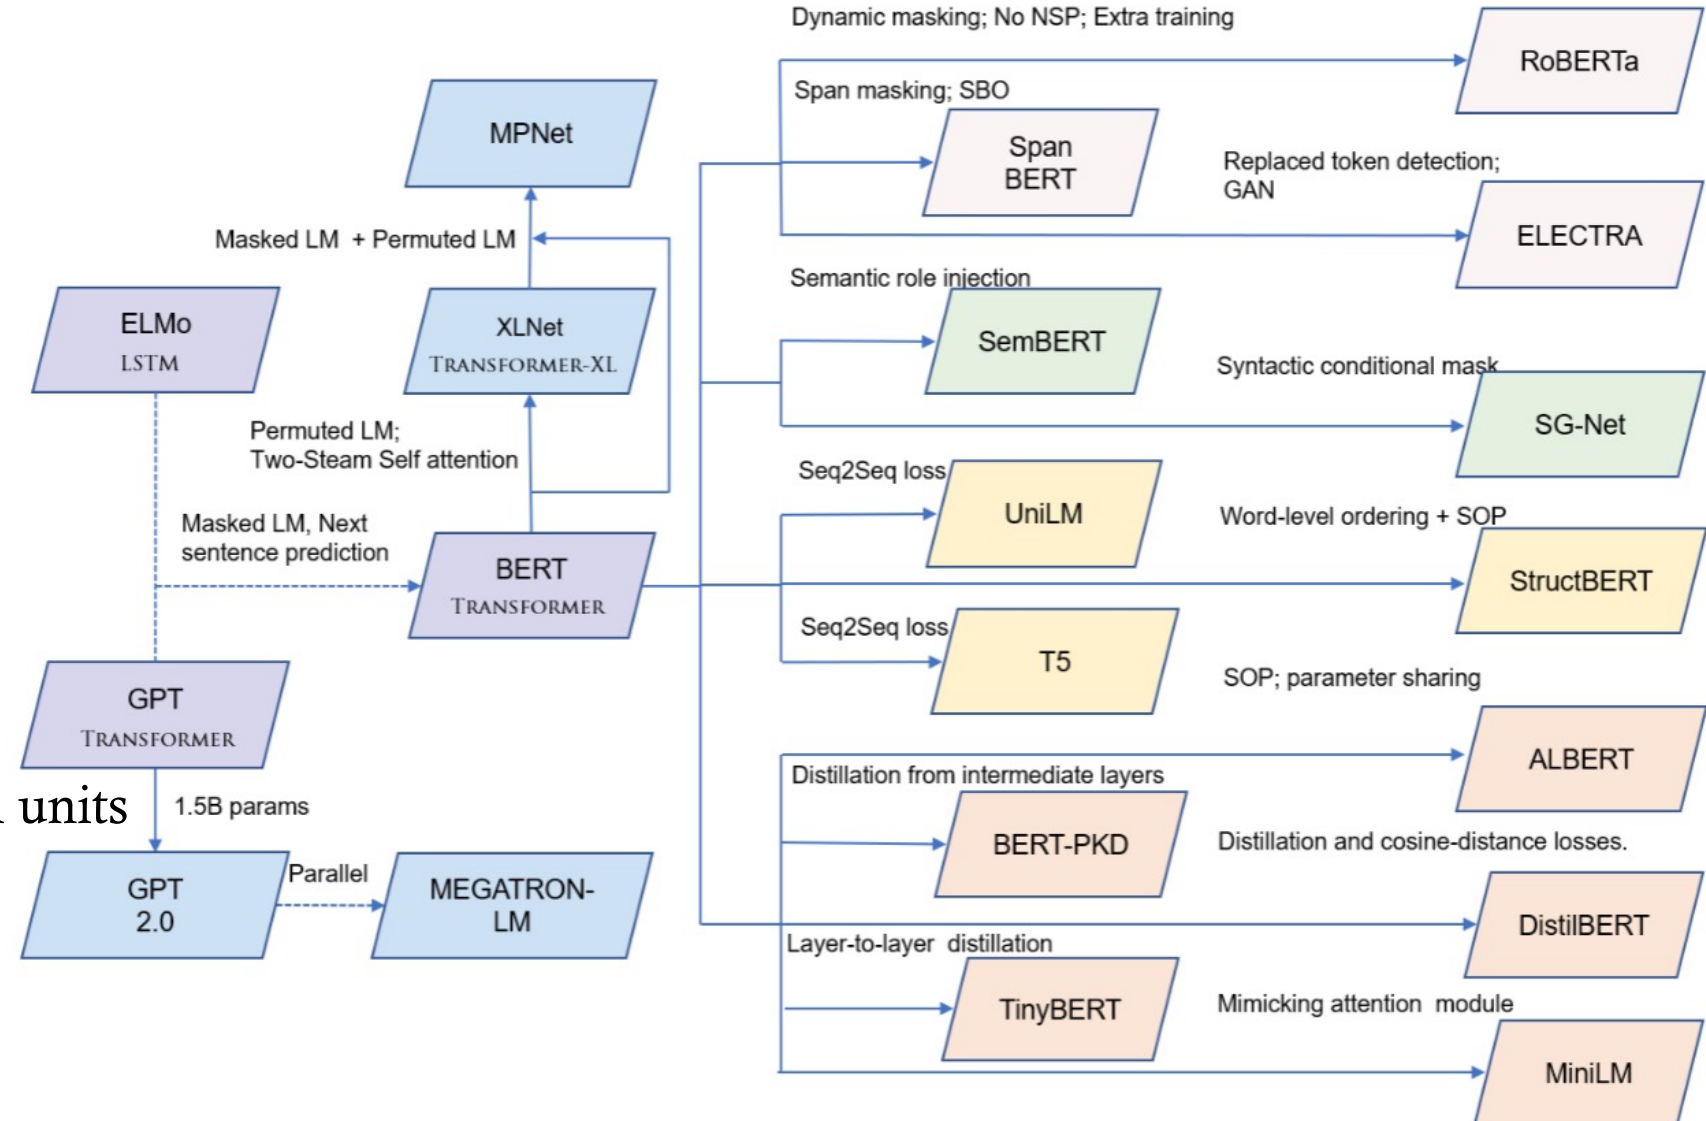 Dynamic masking; No NSP; Extra training
RoBERTa
Span masking; SBO
MPNet
Span
BERT
Replaced token detection;
GAN
Masked LM + Permuted LM
ELECTRA
Semantic role injection
ELMo
LSTM
XLNet
TRANSFORMER-XL
SemBERT
Syntactic conditional mask
SG-Net
Permuted LM;
Two-Steam Self attention
Seq2Seq loss
UniLM
Word-level ordering + SOP
Masked LM, Next
sentence prediction
BERT
TRANSFORMER
StructBERT
Seq2Seq loss
T5
SOP; parameter sharing
GPT
TRANSFORMER
ALBERT
Distillation from intermediate layers
units
1.5B params
BERT-PKD
Distillation and cosine-distance losses.
GPT
2.0
Parallel
MEGATRON-
LM
DistilBERT
Layer-to-layer distillation
TinyBERT
Mimicking attention module
MiniLM